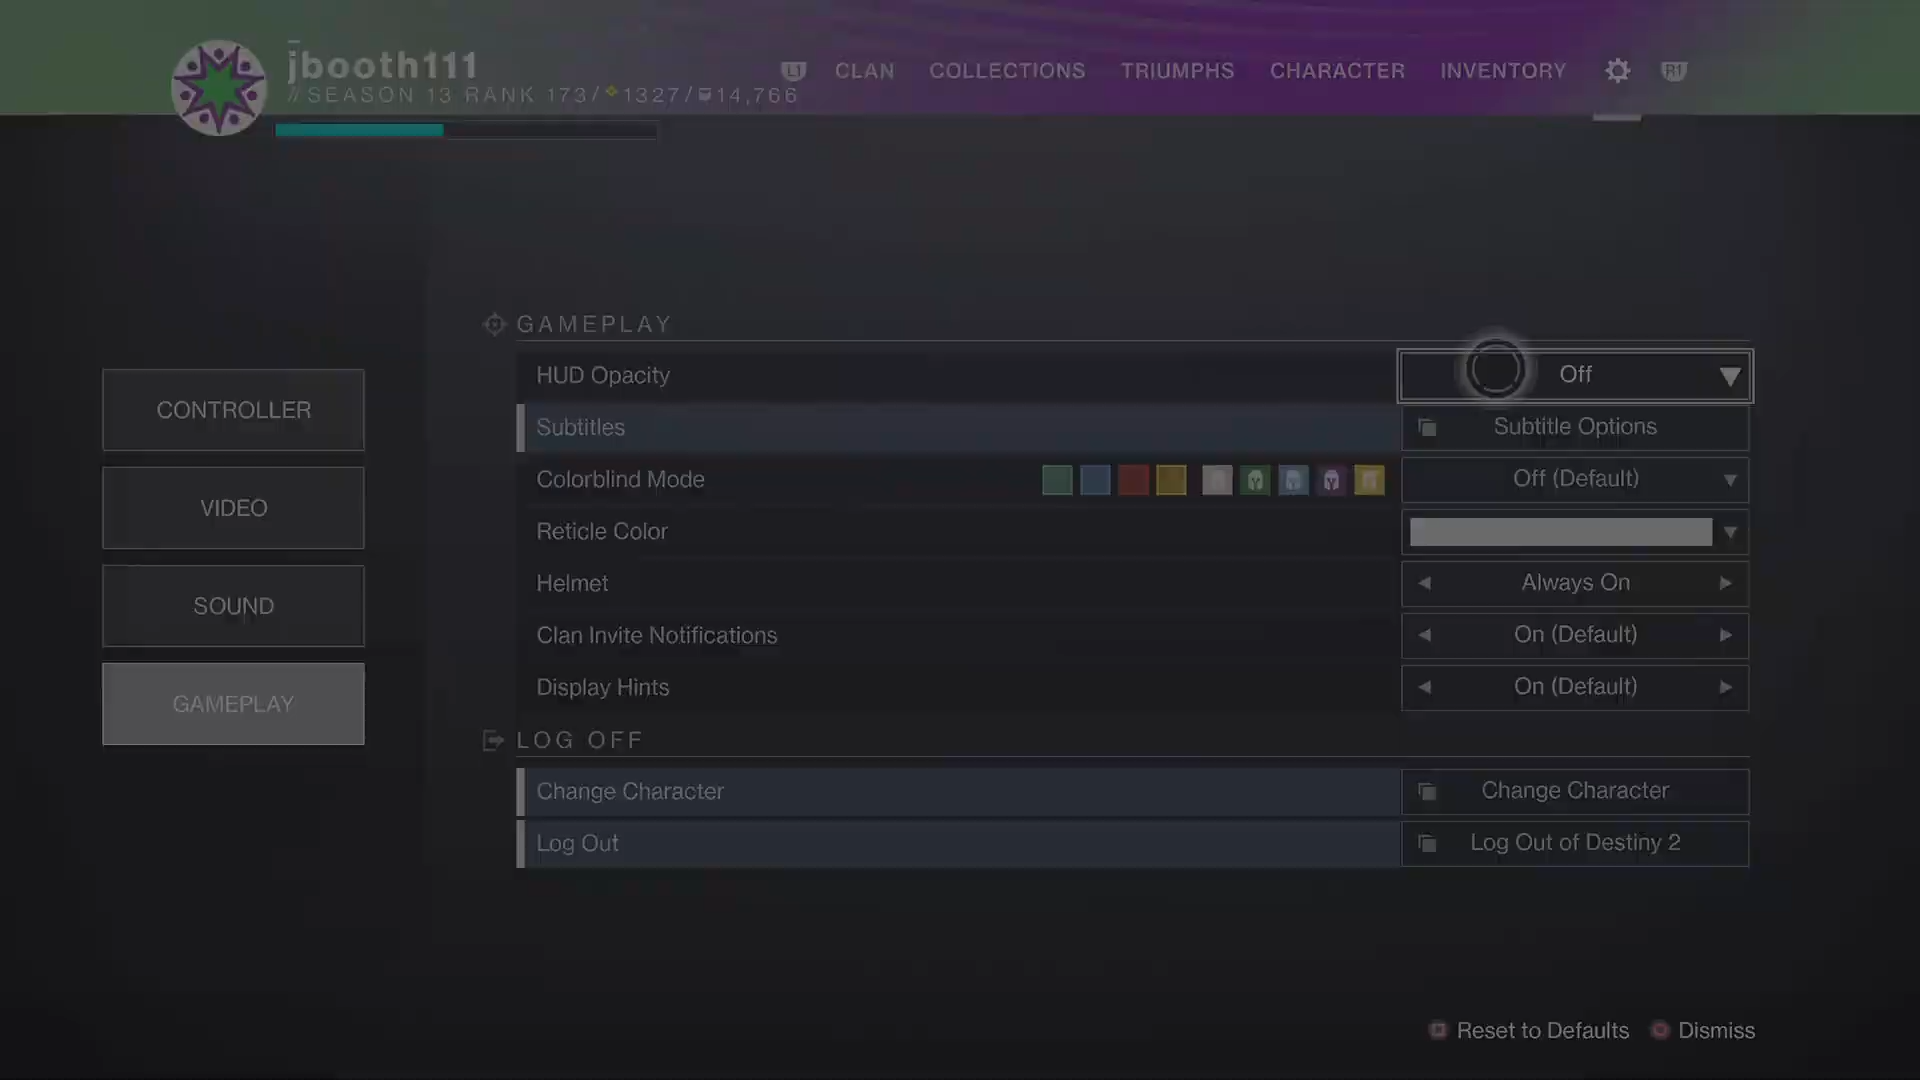 jbooth111
// SEASON 13 RANK 173/ 1327/ 14,766
L1 CLAN COLLECTIONS TRIUMPHS CHARACTER INVENTORY R1
CONTROLLER
VIDEO
SOUND
GAMEPLAY
GAMEPLAY
HUD Opacity Off
Subtitles Subtitle Options
Colorblind Mode Off (Default)
Reticle Color
Helmet Always On
Clan Invite Notifications On (Default)
Display Hints On (Default)
LOG OFF
Change Character Change Character
Log Out Log Out of Destiny 2
Reset to Defaults Dismiss